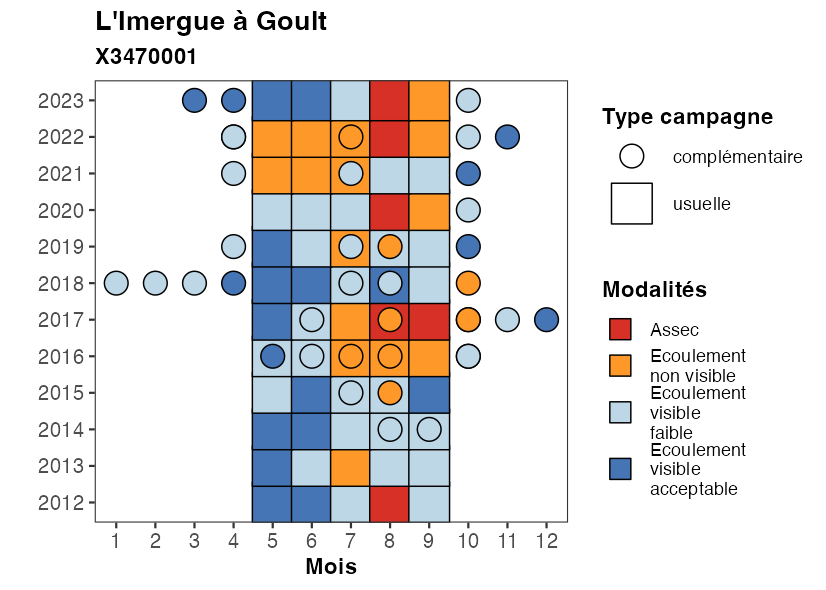 L'Imergue à Goult
X3470001
2023
2022
2021
2020
2019
2018
2017
2016
2015
2014
2013
2012
1 2 3 4 5 6 7 8 9 10 11 12
Mois
Type campagne
complémentaire
usuelle
Modalités
Assec
Ecoulement
non visible
Ecoulement
visible
faible
Ecoulement
visible
acceptable